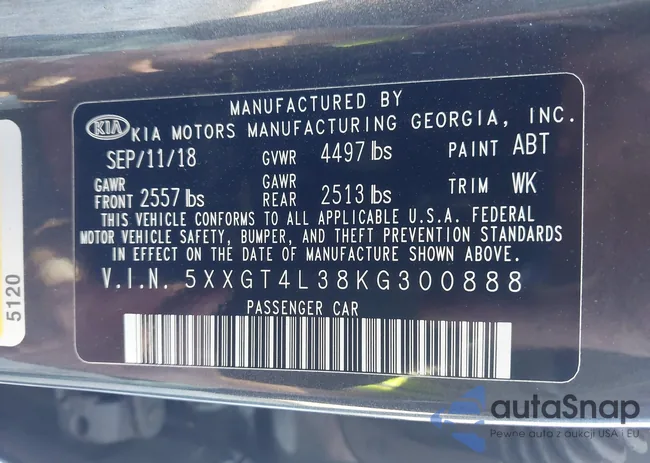 MANUFACTURED BY
KIA KIA MOTORS MANUFACTURING GEORGIA, INC.
SEP/11/18 GVWR 4497 lbs PAINT ABT
GAWR FRONT 2557 lbs GAWR REAR 2513 lbs TRIM WK
THIS VEHICLE CONFORMS TO ALL APPLICABLE U.S.A. FEDERAL
MOTOR VEHICLE SAFETY, BUMPER, AND THEFT PREVENTION STANDARDS
IN EFFECT ON THE DATE OF MANUFACTURE SHOWN ABOVE.
V.I.N. 5XXGT4L38KG300888
PASSENGER CAR
5120
autaSnap
Pewne auto z aukcji USA i EU